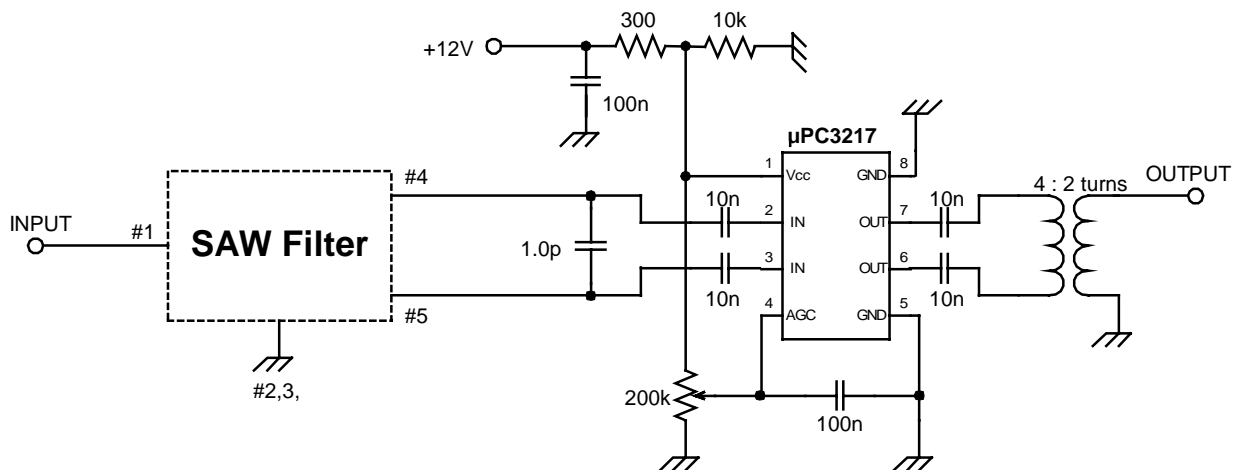 300
10k
+12V
100n
µPC3217
1
Vcc
GND
8
#4
4 : 2 turns
OUTPUT
10n
2
IN
OUT
7
10n
INPUT
#1
SAW Filter
1.0p
3
IN
OUT
6
10n
10n
#5
4
AGC
GND
5
#2,3,
200k
100n